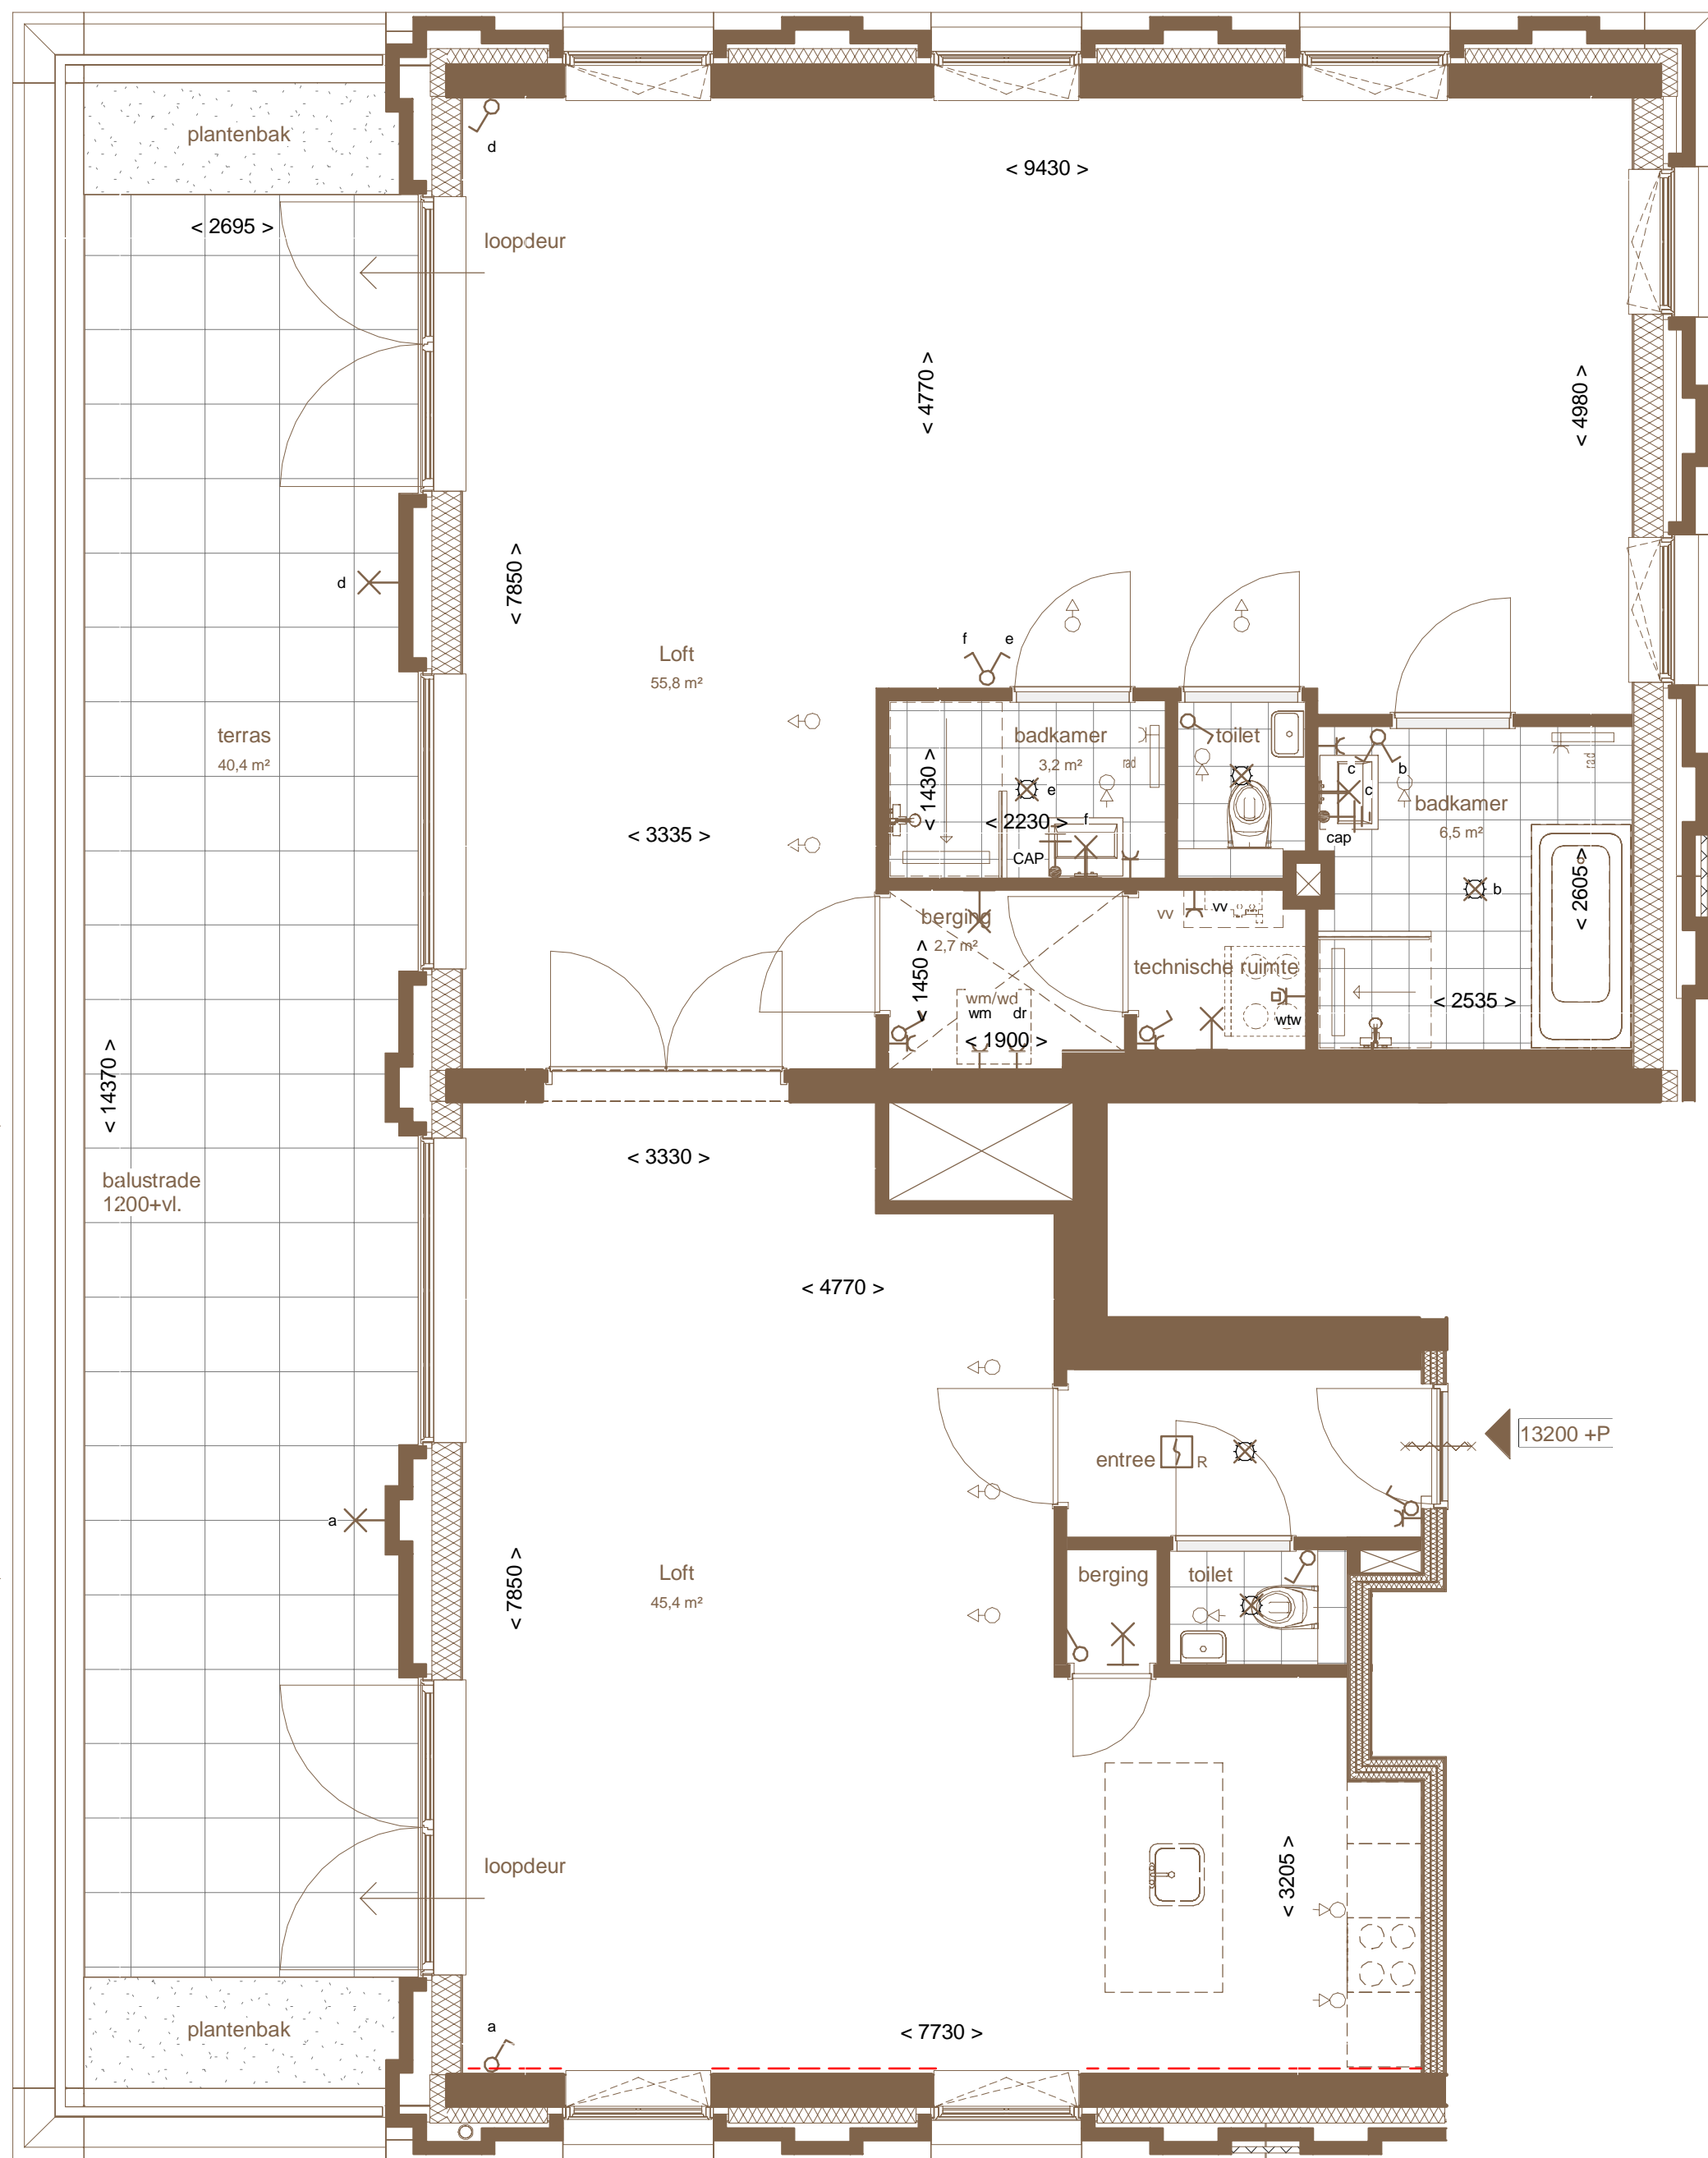 plantenbak
d
< 9430 >
< 2695 >
loopdeur
< 4770 >
< 4980 >
< 7850 >
d
f
e
Loft
55,8 m²
terras
40,4 m²
badkamer
3,2 m²
rad
toilet
c
b
c
rad
badkamer
6,5 m²
< 1430 >
e
< 2230 >
f
CAP
cap
< 3335 >
b
< 2605 >
berging
2,7 m²
vv
vv
< 1450 >
technische ruimte
wm/wd
wm
dr
wtw
< 2535 >
< 1900 >
< 14370 >
< 3330 >
balustrade
1200+vl.
< 4770 >
entree
R
13200 +P
a
< 7850 >
Loft
45,4 m²
berging
toilet
loopdeur
< 3205 >
plantenbak
a
< 7730 >